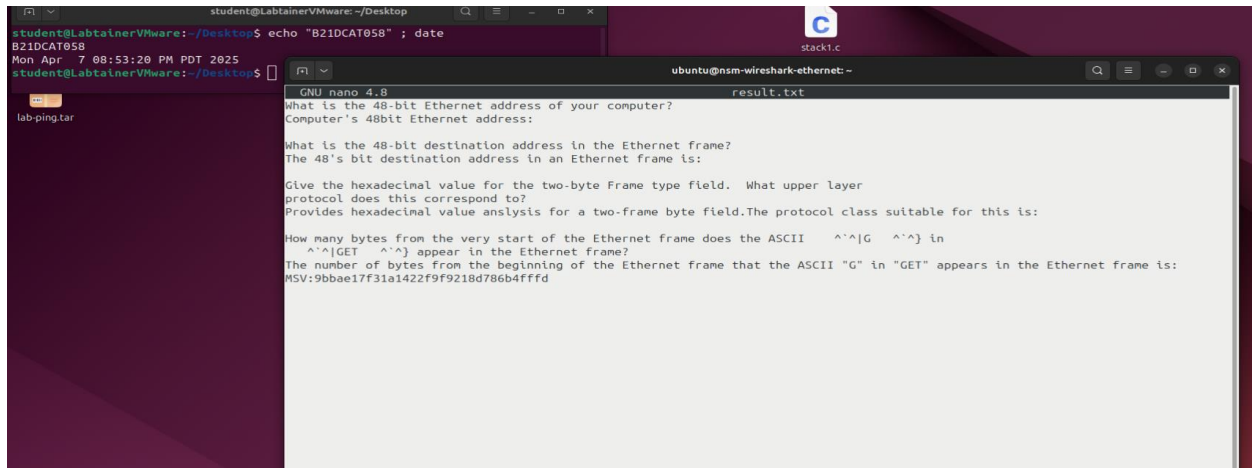 student@LabtainerVMware: ~/Desktop
student@LabtainerVMware:~/Desktop$ echo "B21DCAT058" ; date
B21DCAT058
Mon Apr  7 08:53:20 PM PDT 2025
student@LabtainerVMware:~/Desktop$
stack1.c
lab-ping.tar
ubuntu@nsm-wireshark-ethernet: ~
GNU nano 4.8 result.txt
What is the 48-bit Ethernet address of your computer?
Computer's 48bit Ethernet address:
What is the 48-bit destination address in the Ethernet frame?
The 48's bit destination address in an Ethernet frame is:
Give the hexadecimal value for the two-byte Frame type field.  What upper layer
protocol does this correspond to?
Provides hexadecimal value anslysis for a two-frame byte field.The protocol class suitable for this is:
How many bytes from the very start of the Ethernet frame does the ASCII    ^`^|G   ^`^} in
^`^|GET   ^`^} appear in the Ethernet frame?
The number of bytes from the beginning of the Ethernet frame that the ASCII "G" in "GET" appears in the Ethernet frame is:
MSV:9bbae17f31a1422f9f9218d786b4fffd